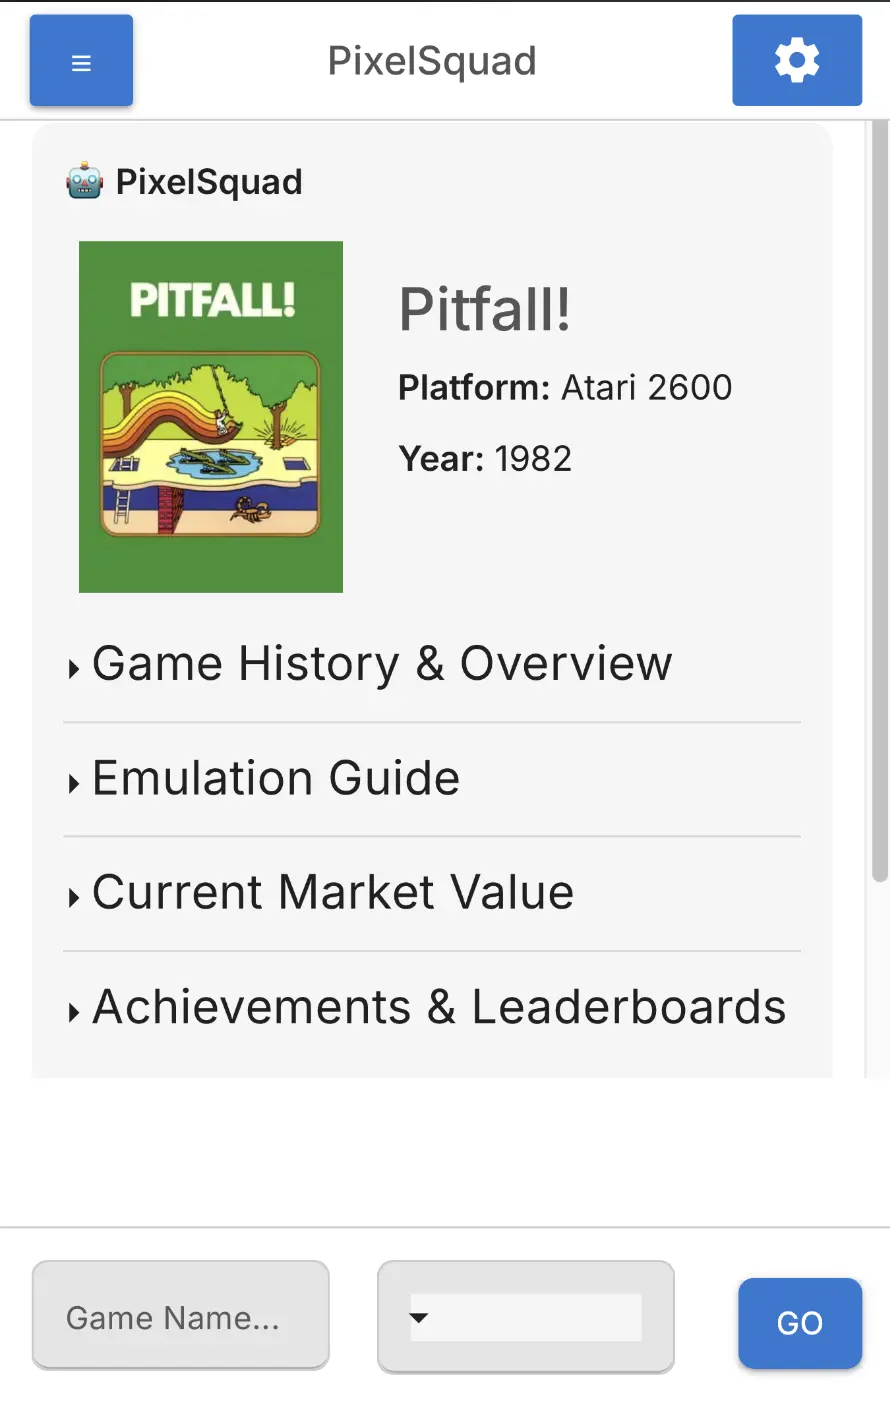 PixelSquad
PixelSquad
PITFALL!
Pitfall!
Platform: Atari 2600
Year: 1982
Game History & Overview
Emulation Guide
Current Market Value
Achievements & Leaderboards
Game Name...
GO